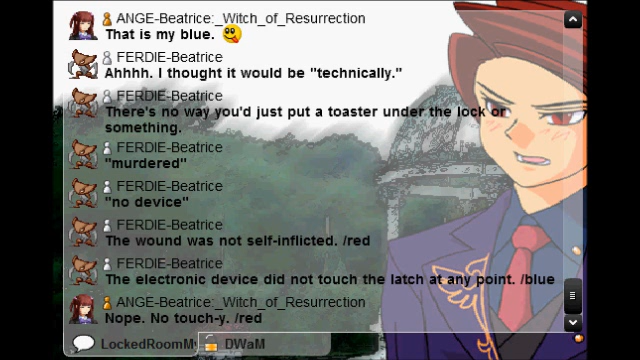 ANGE-Beatrice:_Witch_of_Resurrection
That is my blue.
FERDIE-Beatrice
Ahhhh. I thought it would be "technically."
FERDIE-Beatrice
There's no way you'd just put a toaster under the lock or
something.
FERDIE-Beatrice
"murdered"
FERDIE-Beatrice
"no device"
FERDIE-Beatrice
The wound was not self-inflicted. /red
FERDIE-Beatrice
The electronic device did not touch the latch at any point. /blue
ANGE-Beatrice:_Witch_of_Resurrection
Nope. No touch-y. /red
LockedRoomMy
DWaM